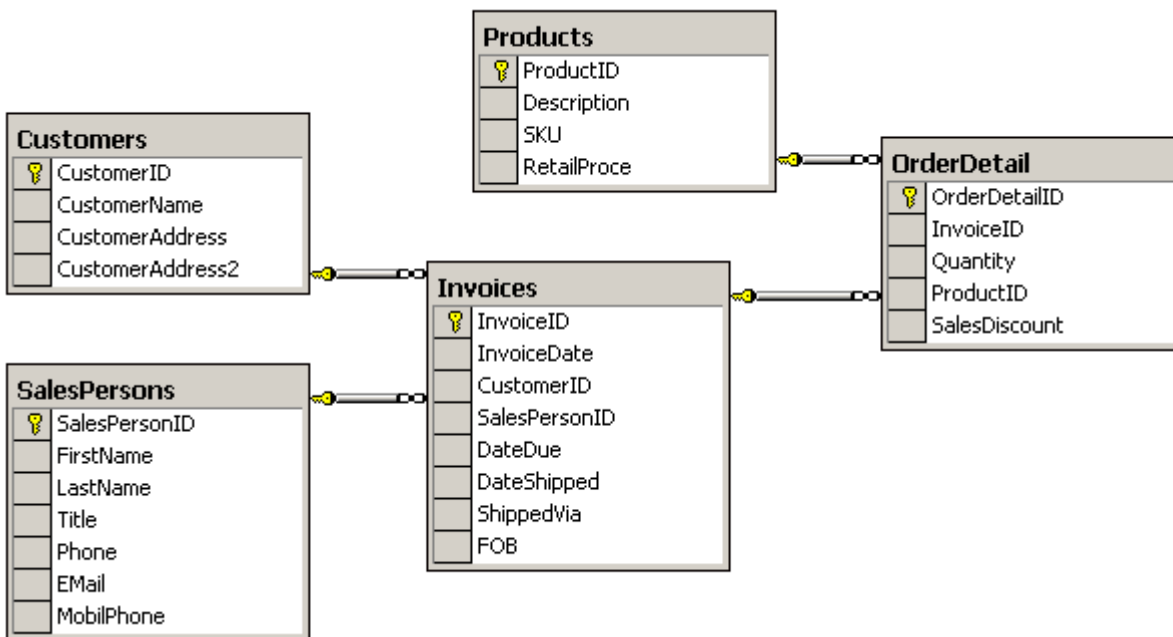 Products
ProductID
Description
SKU
RetailProce
Customers
CustomerID
CustomerName
CustomerAddress
CustomerAddress2
OrderDetail
OrderDetailID
InvoiceID
Quantity
ProductID
SalesDiscount
Invoices
InvoiceID
InvoiceDate
CustomerID
SalesPersonID
DateDue
DateShipped
ShippedVia
FOB
SalesPersons
SalesPersonID
FirstName
LastName
Title
Phone
EMail
MobilPhone